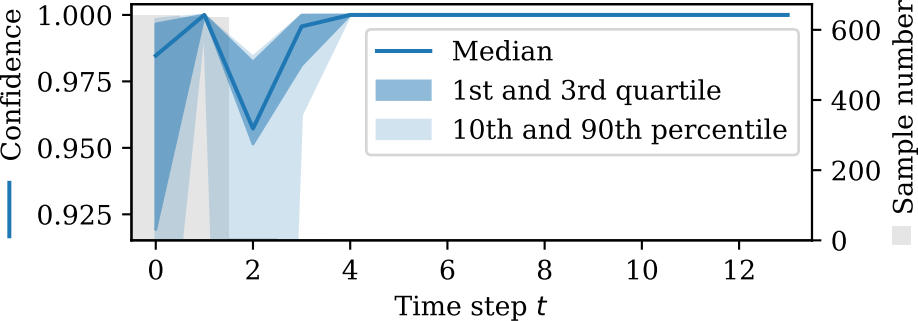 Confidence
1.000
0.975
0.950
0.925
Median
1st and 3rd quartile
10th and 90th percentile
600
400
200
0
Sample number
0 2 4 6 8 10 12
Time step t